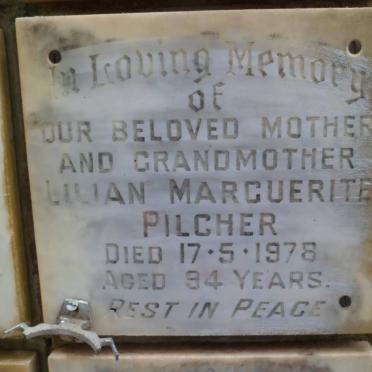 In Loving Memory
of
OUR BELOVED MOTHER
AND GRANDMOTHER
LILIAN MARGUERITE
PILCHER
DIED 17·5·1978
AGED 94 YEARS.
REST IN PEACE